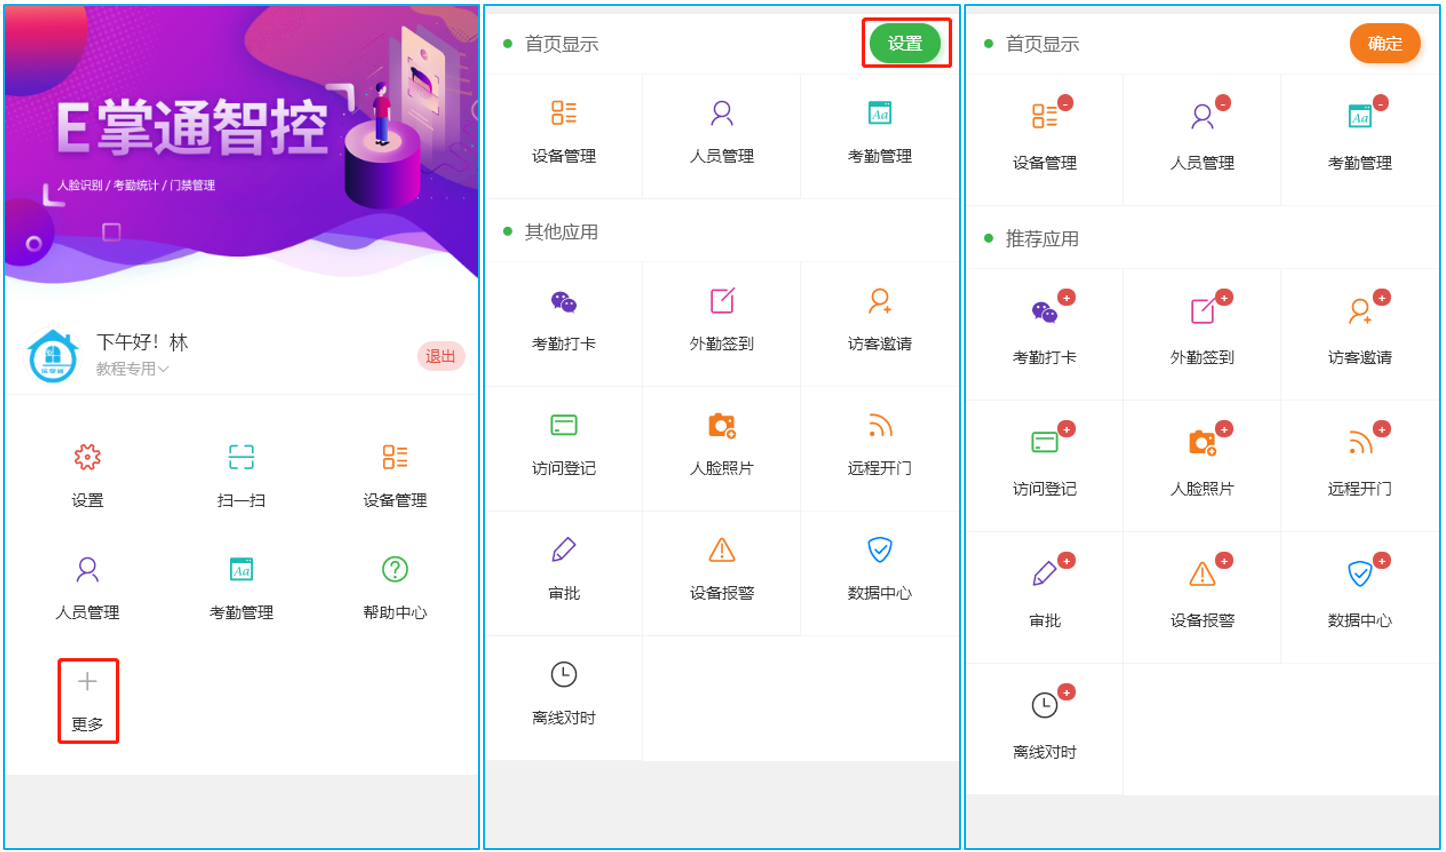 E掌通智控
人脸识别 / 考勤统计 / 门禁管理
下午好！林
教程专用
退出
设置 扫一扫 设备管理
人员管理 考勤管理 帮助中心
更多
首页显示 设置
设备管理 人员管理 考勤管理
其他应用
考勤打卡 外勤签到 访客邀请
访问登记 人脸照片 远程开门
审批 设备报警 数据中心
离线对时
首页显示 确定
设备管理 人员管理 考勤管理
推荐应用
考勤打卡 外勤签到 访客邀请
访问登记 人脸照片 远程开门
审批 设备报警 数据中心
离线对时